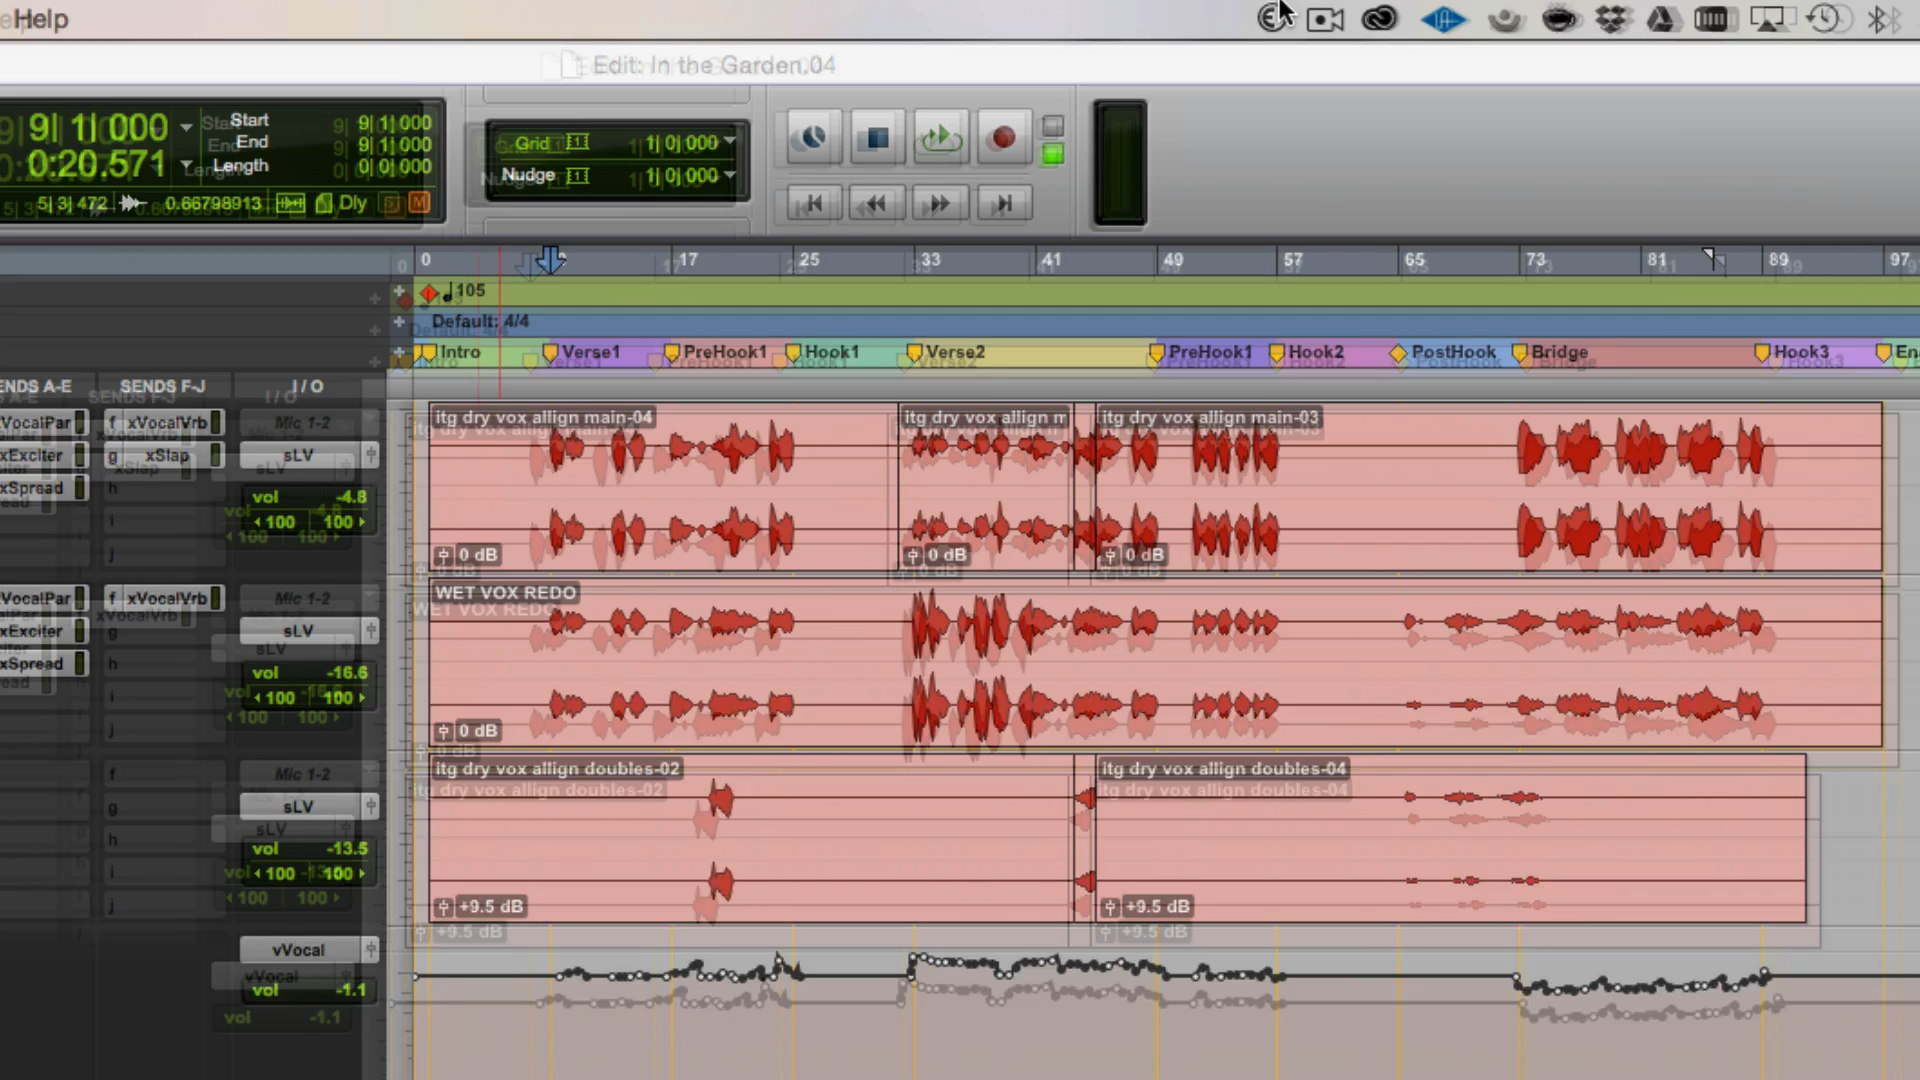 Help
Edit: In the Garden.04
9| 1| 000
0:20.571
Start 9| 1| 000
End 9| 1| 000
Length 0| 0| 000
5| 3| 472 0.66798913 Dly S M
Grid 1| 0| 000
Nudge 1| 0| 000
0 17 25 33 41 49 57 65 73 81 89 97
105
Default: 4/4
Intro Verse1 PreHook1 Hook1 Verse2 PreHook1 Hook2 PostHook Bridge Hook3 En
ENDS A-E SENDS F-J I / O
xVocalPar f xVocalVrb Mic 1-2
xExciter g xSlap sLV
xSpread h
vol -4.8
i
100 100
j
itg dry vox allign main-04
itg dry vox allign m
itg dry vox allign main-03
0 dB 0 dB 0 dB
xVocalPar f xVocalVrb Mic 1-2
xExciter g sLV
xSpread h
vol -16.6
i
100 100
j
WET VOX REDO
0 dB
f Mic 1-2
g sLV
h
vol -13.5
i
100 100
j
itg dry vox allign doubles-02
itg dry vox allign doubles-04
+9.5 dB +9.5 dB
vVocal
vol -1.1